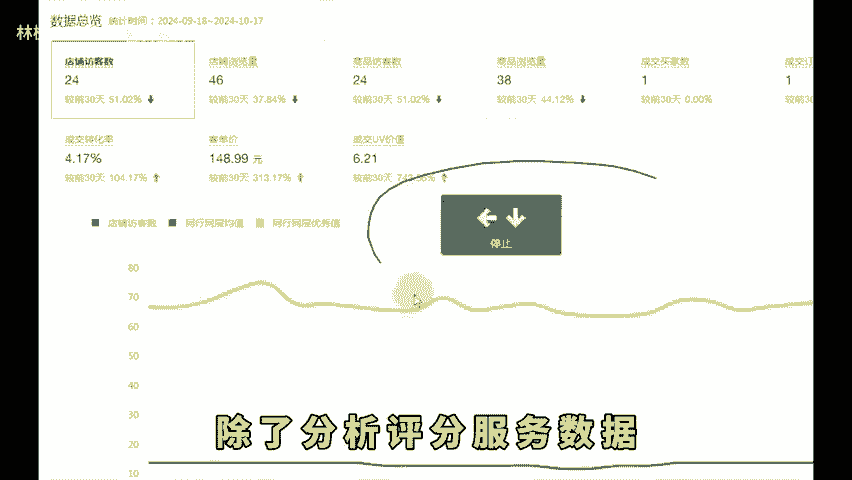 数据总览 统计时间：2024-09-18~2024-10-17
林
店铺访客数 店铺浏览量 商品访客数 商品浏览量 成交买家数 成交订
24 46 24 38 1 1
较前30天 51.02% 较前30天 37.84% 较前30天 51.02% 较前30天 44.12% 较前30天 0.00% 较前30
成交转化率 客单价 成交UV价值
4.17% 148.99 元 6.21
较前30天 104.17% 较前30天 313.17% 较前30天
店铺访客数 同行同层均值 同行同层优秀值
停止
80
70
60
50
40
30
20
10
除了分析评分服务数据